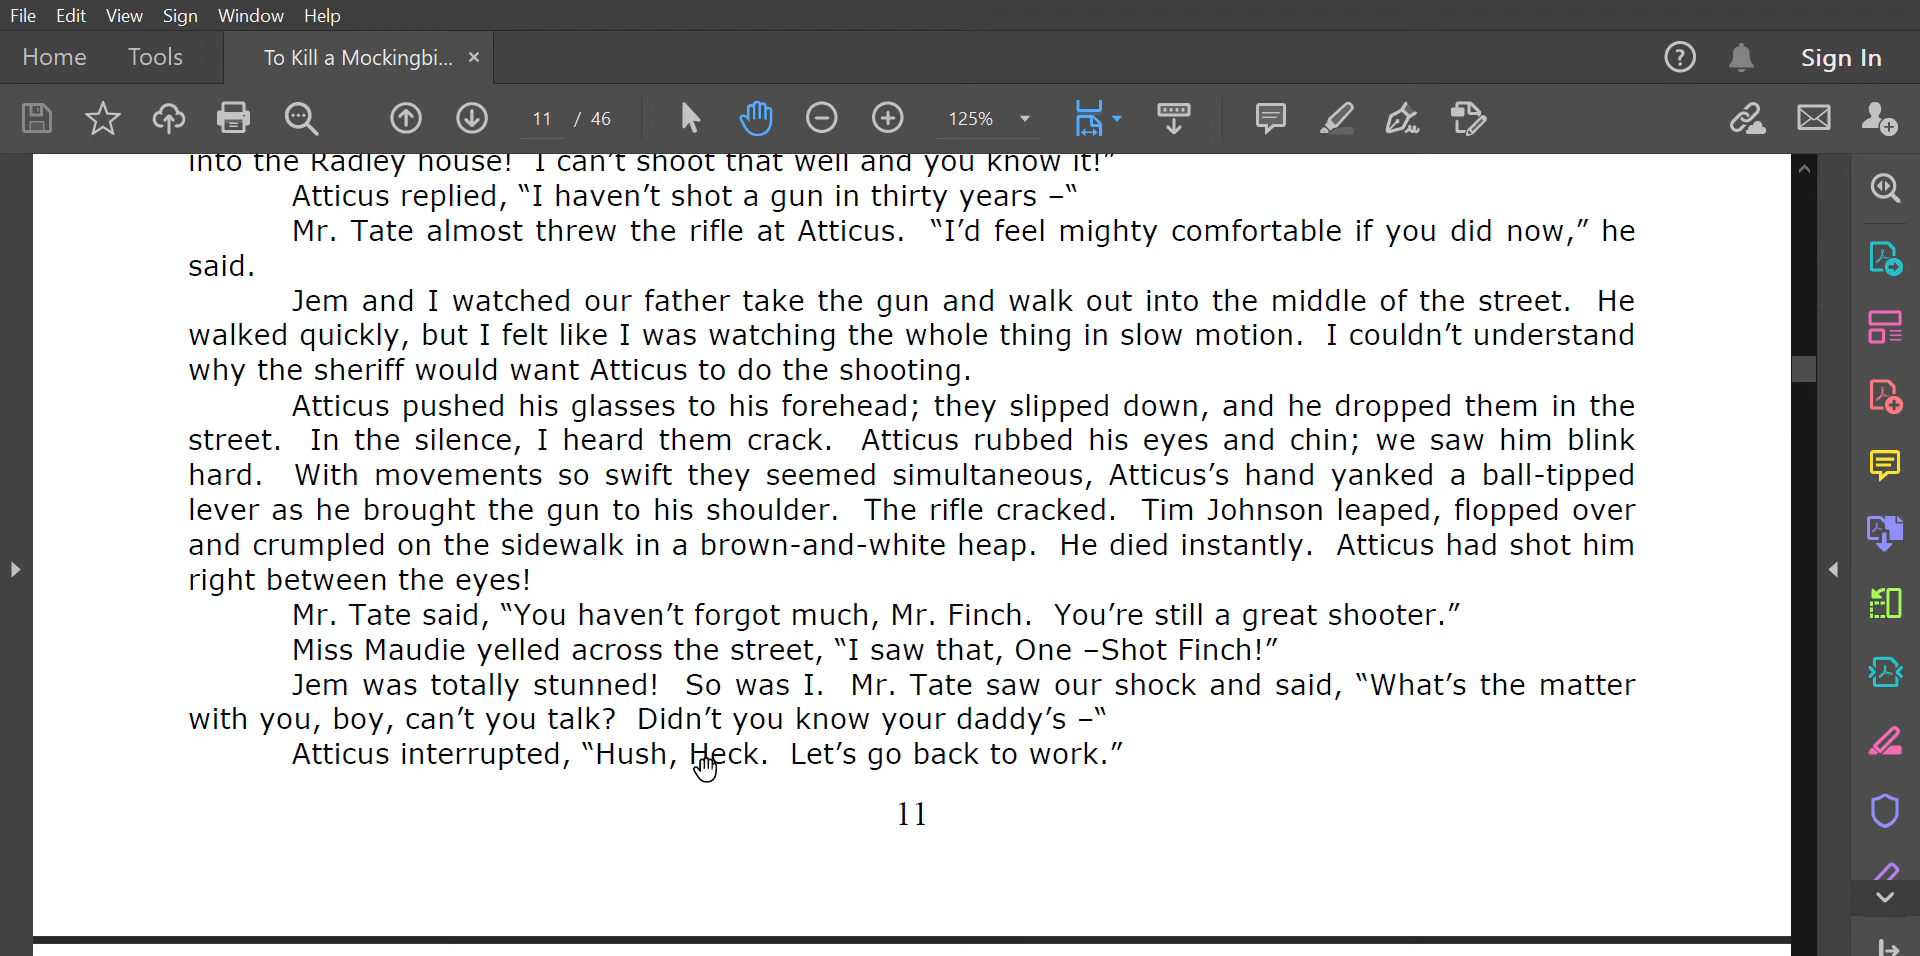 File Edit View Sign Window Help
Home Tools To Kill a Mockingbi... × Sign In
11 / 46 125%
into the Radley house!  I can't shoot that well and you know it!”
Atticus replied, “I haven't shot a gun in thirty years –“
Mr. Tate almost threw the rifle at Atticus.  “I'd feel mighty comfortable if you did now,” he
said.
Jem and I watched our father take the gun and walk out into the middle of the street.  He
walked quickly, but I felt like I was watching the whole thing in slow motion.  I couldn't understand
why the sheriff would want Atticus to do the shooting.
Atticus pushed his glasses to his forehead; they slipped down, and he dropped them in the
street.  In the silence, I heard them crack.  Atticus rubbed his eyes and chin; we saw him blink
hard.  With movements so swift they seemed simultaneous, Atticus's hand yanked a ball-tipped
lever as he brought the gun to his shoulder.  The rifle cracked.  Tim Johnson leaped, flopped over
and crumpled on the sidewalk in a brown-and-white heap.  He died instantly.  Atticus had shot him
right between the eyes!
Mr. Tate said, “You haven't forgot much, Mr. Finch.  You're still a great shooter.”
Miss Maudie yelled across the street, “I saw that, One –Shot Finch!”
Jem was totally stunned!  So was I.  Mr. Tate saw our shock and said, “What's the matter
with you, boy, can't you talk?  Didn't you know your daddy's –“
Atticus interrupted, “Hush, Heck.  Let's go back to work.”
11